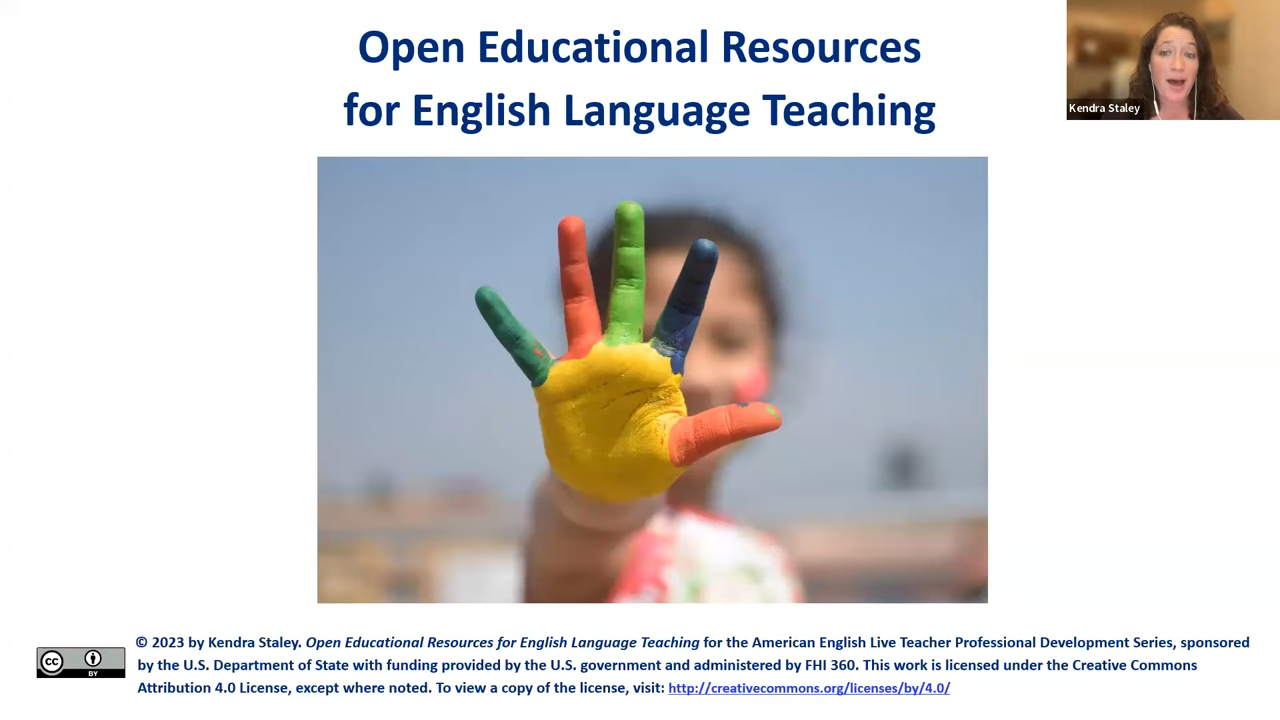 Open Educational Resources
for English Language Teaching
Kendra Staley
© 2023 by Kendra Staley. Open Educational Resources for English Language Teaching for the American English Live Teacher Professional Development Series, sponsored
by the U.S. Department of State with funding provided by the U.S. government and administered by FHI 360. This work is licensed under the Creative Commons
Attribution 4.0 License, except where noted. To view a copy of the license, visit: http://creativecommons.org/licenses/by/4.0/
cc
BY